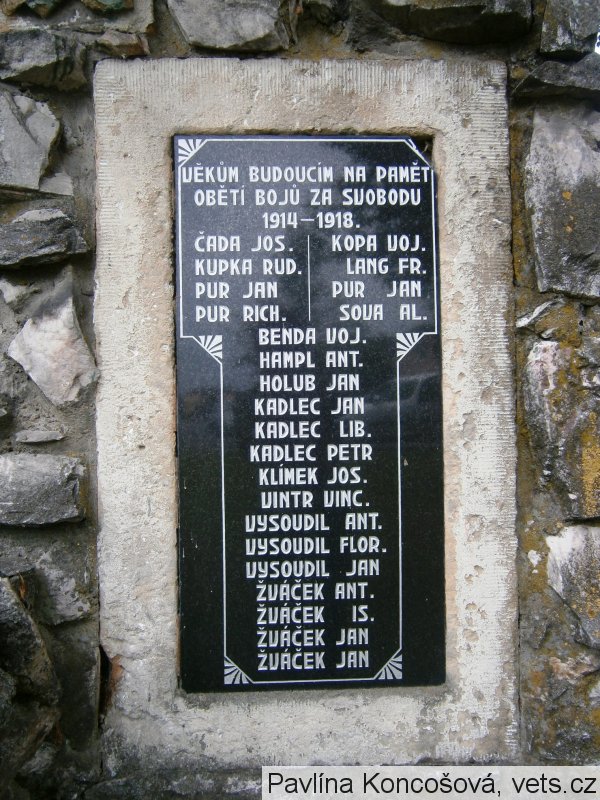 VĚKŮM BUDOUCÍM NA PAMĚT
OBĚTÍ BOJŮ ZA SVOBODU
1914–1918.
ČADA JOS. KOPA VOJ.
KUPKA RUD. LANG FR.
PUR JAN PUR JAN
PUR RICH. SOVA AL.
BENDA VOJ.
HAMPL ANT.
HOLUB JAN
KADLEC JAN
KADLEC LIB.
KADLEC PETR
KLÍMEK JOS.
VINTR VINC.
VYSOUDIL ANT.
VYSOUDIL FLOR.
VYSOUDIL JAN
ŽVÁČEK ANT.
ŽVÁČEK IS.
ŽVÁČEK JAN
ŽVÁČEK JAN
Pavlína Koncošová, vets.cz